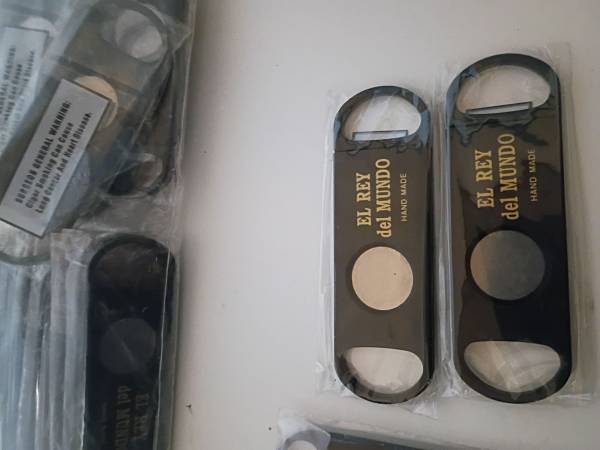 SURGEON GENERAL WARNING:
Cigar Smoking Can Cause
Lung Cancer And Heart Disease.
EL REY
del MUNDO
HAND MADE
EL REY
del MUNDO
HAND MADE
EL REY
del MUNDO